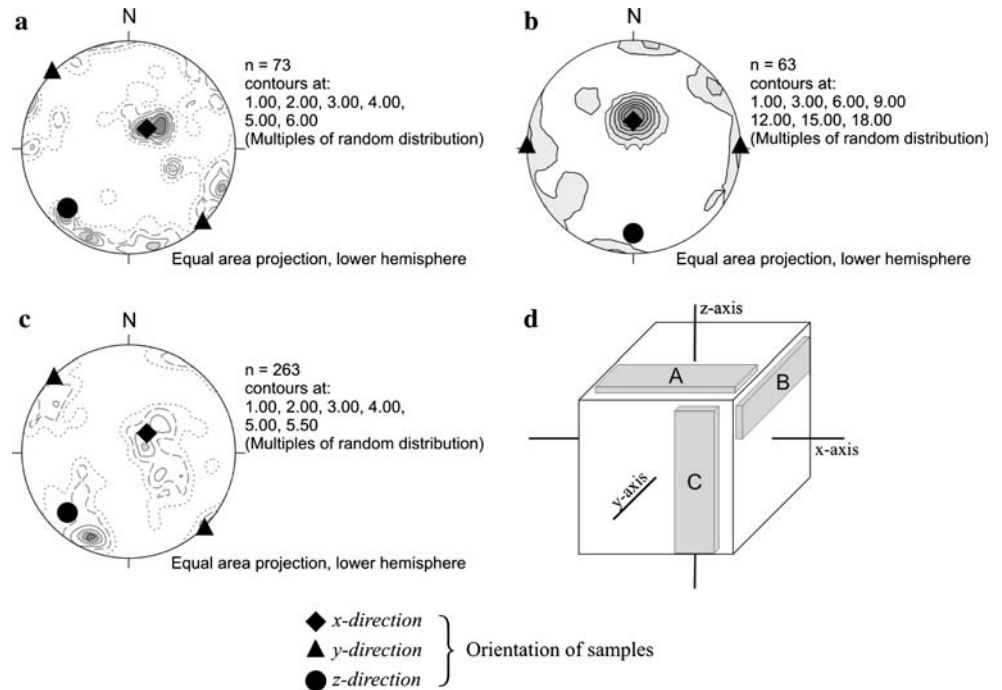 a
N
n = 73
contours at:
1.00, 2.00, 3.00, 4.00,
5.00, 6.00
(Multiples of random distribution)
Equal area projection, lower hemisphere
b
N
n = 63
contours at:
1.00, 3.00, 6.00, 9.00
12.00, 15.00, 18.00
(Multiples of random distribution)
Equal area projection, lower hemisphere
c
N
n = 263
contours at:
1.00, 2.00, 3.00, 4.00,
5.00, 5.50
(Multiples of random distribution)
Equal area projection, lower hemisphere
d
z-axis
A
B
x-axis
C
y-axis
x-direction
y-direction
z-direction
Orientation of samples